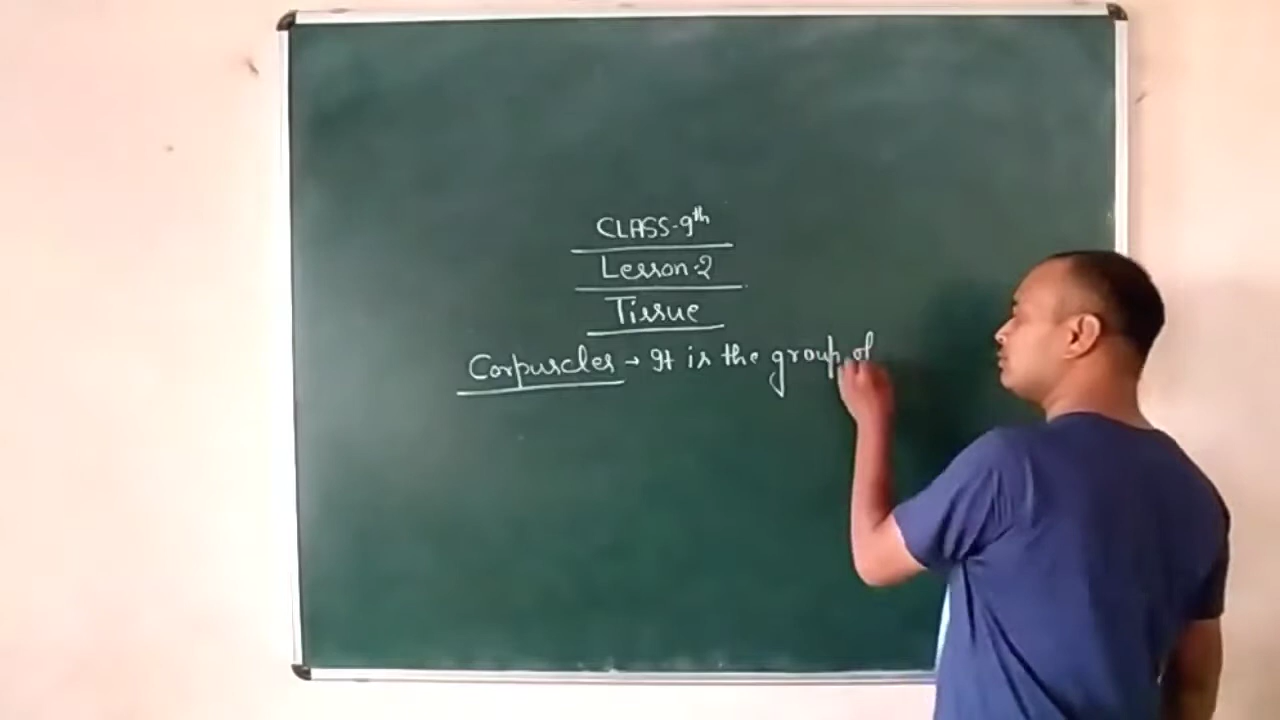 CLASS-9th
Lesson-2
Tissue
Corpuscles → It is the group of